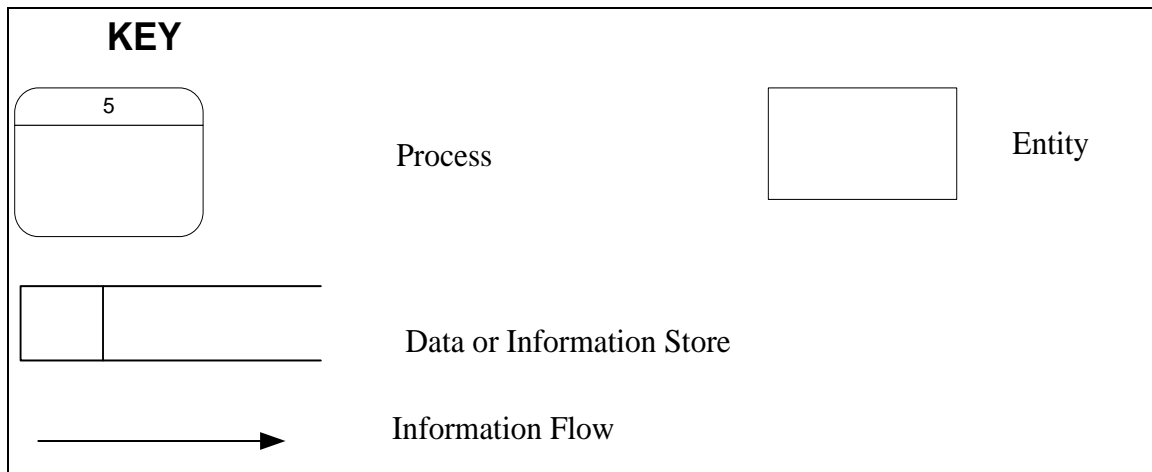 KEY
5
Process
Entity
Data or Information Store
Information Flow